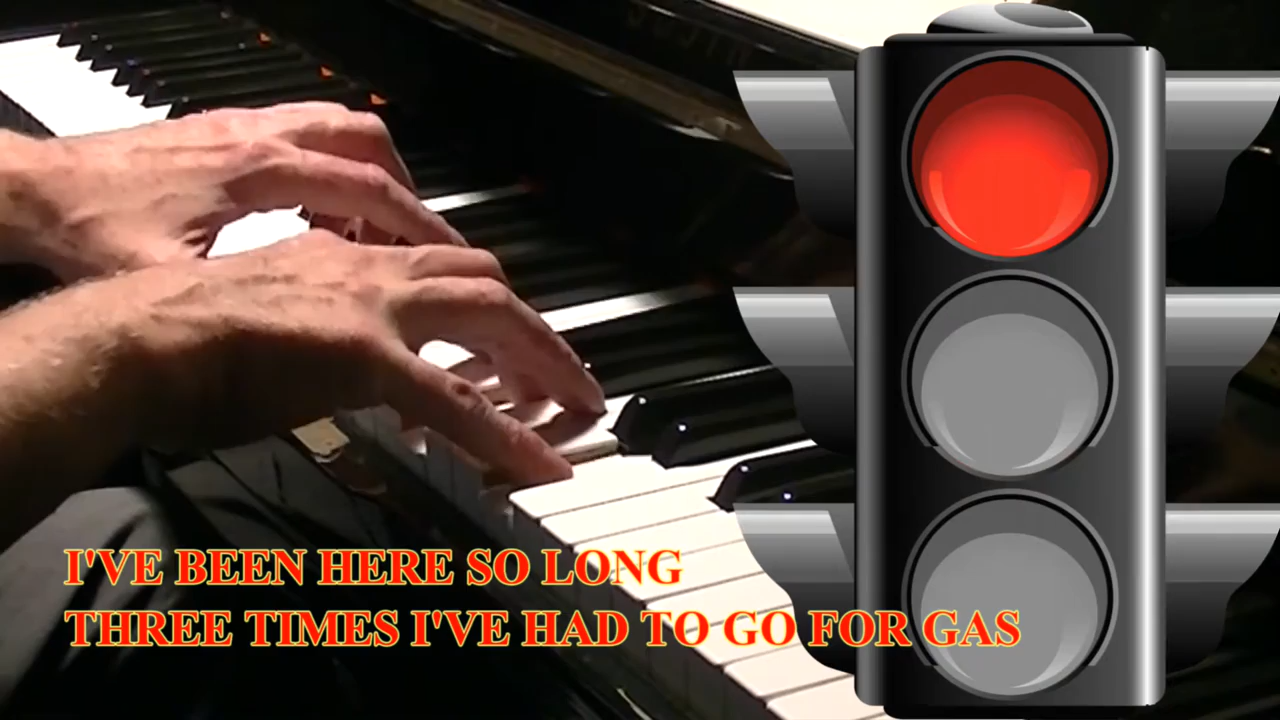 I'VE BEEN HERE SO LONG
THREE TIMES I'VE HAD TO GO FOR GAS